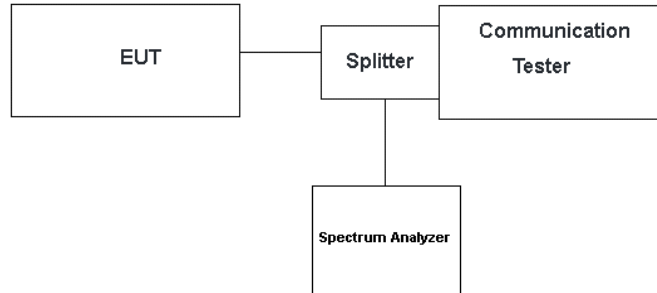 EUT
Splitter
Communication
Tester
Spectrum Analyzer